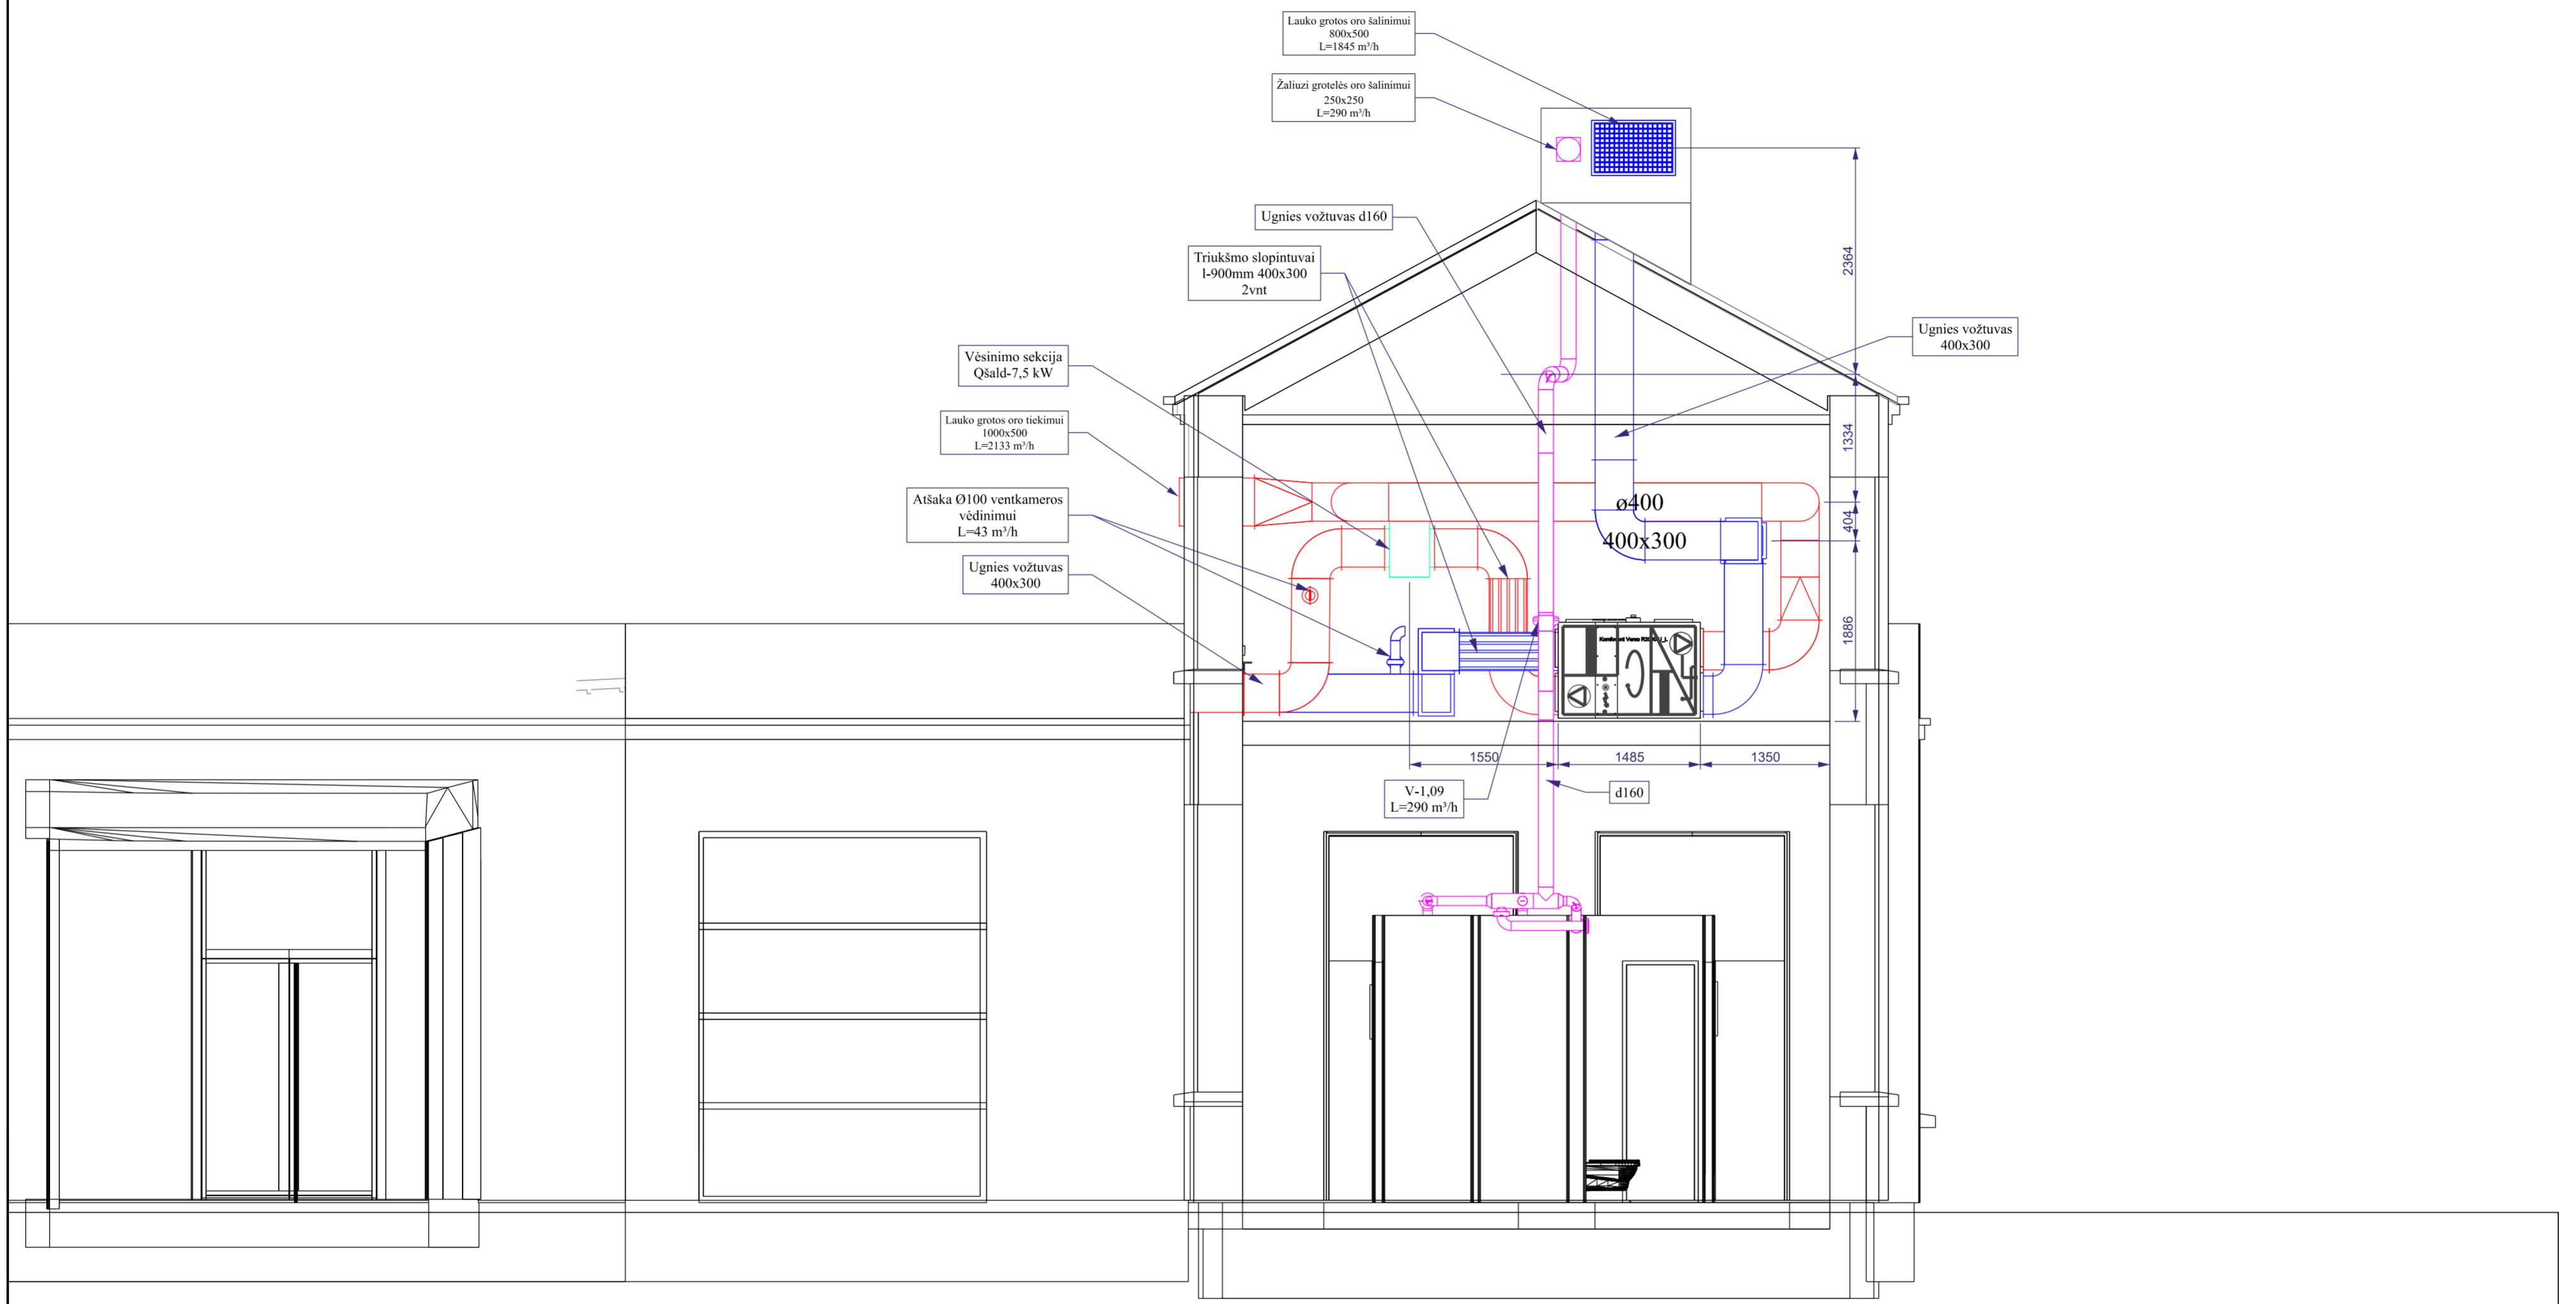 Lauko grotos oro šalinimui
800x500
L=1845 m³/h
Žaliuzi grotelės oro šalinimui
250x250
L=290 m³/h
Ugnies vožtuvas d160
Triukšmo slopintuvai
l-900mm 400x300
2vnt
2364
Ugnies vožtuvas
400x300
Vėsinimo sekcija
Qšald-7,5 kW
Lauko grotos oro tiekimui
1000x500
L=2133 m³/h
1334
Atšaka Ø100 ventkameros
vėdinimui
L=43 m³/h
ø400
404
400x300
Ugnies vožtuvas
400x300
Komfovent Verso
1886
1550
1485
1350
V-1,09
L=290 m³/h
d160